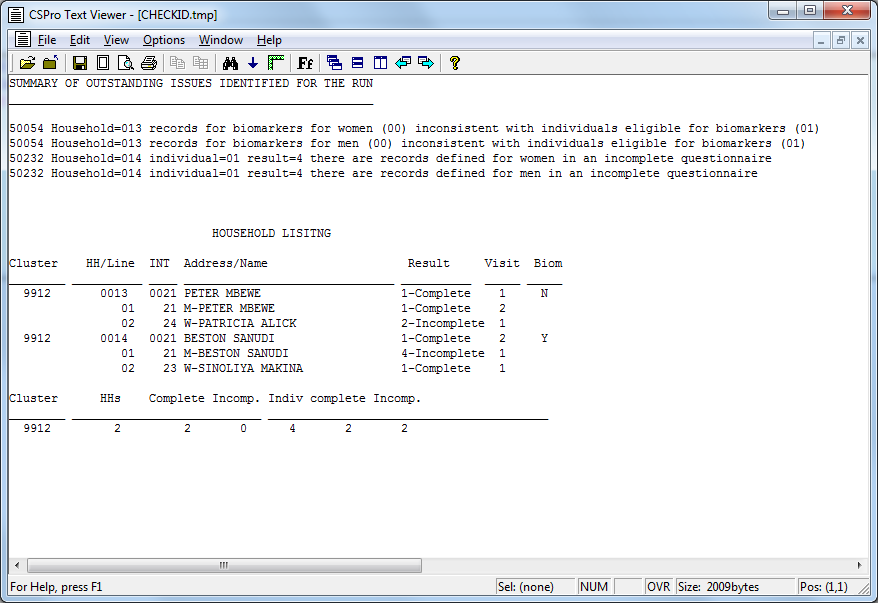 CSPro Text Viewer - [CHECKID.tmp]
File Edit View Options Window Help
Ff ?
SUMMARY OF OUTSTANDING ISSUES IDENTIFIED FOR THE RUN
50054 Household=013 records for biomarkers for women (00) inconsistent with individuals eligible for biomarkers (01)
50054 Household=013 records for biomarkers for men (00) inconsistent with individuals eligible for biomarkers (01)
50232 Household=014 individual=01 result=4 there are records defined for women in an incomplete questionnaire
50232 Household=014 individual=01 result=4 there are records defined for men in an incomplete questionnaire
HOUSEHOLD LISITNG
Cluster HH/Line INT Address/Name Result Visit Biom
9912 0013 0021 PETER MBEWE 1-Complete 1 N
01 21 M-PETER MBEWE 1-Complete 2
02 24 W-PATRICIA ALICK 2-Incomplete 1
9912 0014 0021 BESTON SANUDI 1-Complete 2 Y
01 21 M-BESTON SANUDI 4-Incomplete 1
02 23 W-SINOLIYA MAKINA 1-Complete 1
Cluster HHs Complete Incomp. Indiv complete Incomp.
9912 2 2 0 4 2 2
For Help, press F1 Sel: (none) NUM OVR Size: 2009bytes Pos: (1,1)